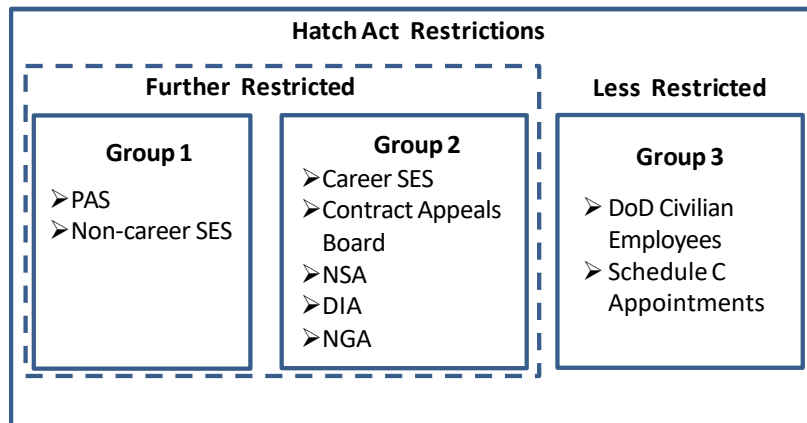 Hatch Act Restrictions
Further Restricted
Group 1
➢PAS
➢Non-career SES
Group 2
➢Career SES
➢Contract Appeals
Board
➢NSA
➢DIA
➢NGA
Less Restricted
Group 3
➢DoD Civilian
Employees
➢Schedule C
Appointments